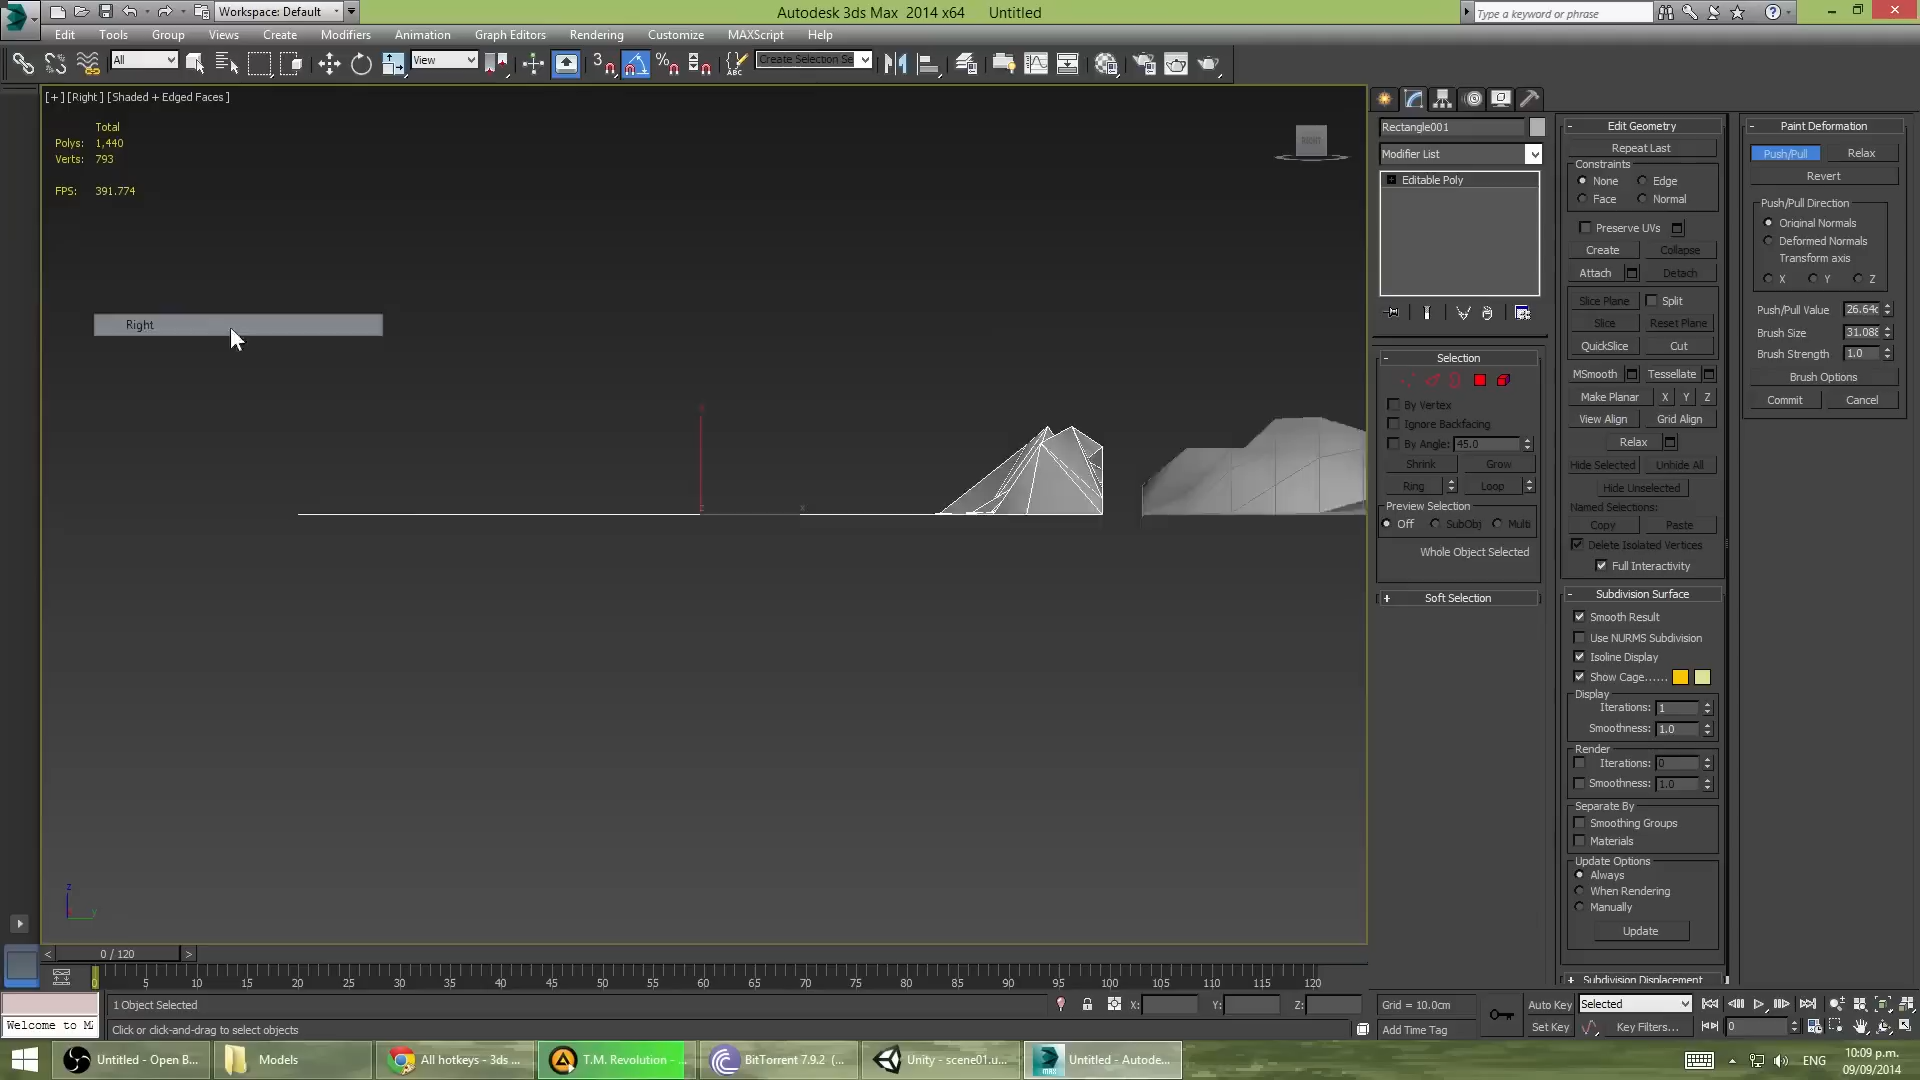 Workspace: Default
Autodesk 3ds Max 2014 x64 Untitled
Type a keyword or phrase
Edit Tools Group Views Create Modifiers Animation Graph Editors Rendering Customize MAXScript Help
All View Create Selection Se
[+] [Right] [Shaded + Edged Faces]
Total
Polys: 1,440
Verts: 793
FPS: 391.774
RIGHT
Right
z
x
z
y
Rectangle001
Modifier List
Editable Poly
- Selection
By Vertex
Ignore Backfacing
By Angle: 45.0
Shrink Grow
Ring Loop
Preview Selection
Off SubObj Multi
Whole Object Selected
+ Soft Selection
- Edit Geometry
Repeat Last
Constraints
None Edge
Face Normal
Preserve UVs
Create Collapse
Attach Detach
Slice Plane Split
Slice Reset Plane
QuickSlice Cut
MSmooth Tessellate
Make Planar X Y Z
View Align Grid Align
Relax
Hide Selected Unhide All
Hide Unselected
Named Selections:
Copy Paste
Delete Isolated Vertices
Full Interactivity
- Subdivision Surface
Smooth Result
Use NURMS Subdivision
Isoline Display
Show Cage......
Display
Iterations: 1
Smoothness: 1.0
Render
Iterations: 0
Smoothness: 1.0
Separate By
Smoothing Groups
Materials
Update Options
Always
When Rendering
Manually
Update
+ Subdivision Displacement
- Paint Deformation
Push/Pull Relax
Revert
Push/Pull Direction
Original Normals
Deformed Normals
Transform axis
X Y Z
Push/Pull Value 26.64
Brush Size 31.088
Brush Strength 1.0
Brush Options
Commit Cancel
< 0 / 120 >
0 5 10 15 20 25 30 35 40 45 50 55 60 65 70 75 80 85 90 95 100 105 110 115 120
1 Object Selected X: Y: Z: Grid = 10.0cm Auto Key Selected
Welcome to M Click or click-and-drag to select objects Add Time Tag Set Key Key Filters... 0
Untitled - Open B... Models All hotkeys - 3ds ... T.M. Revolution - ... BitTorrent 7.9.2 (... Unity - scene01.u... Untitled - Autode... ENG 10:09 p.m.
09/09/2014